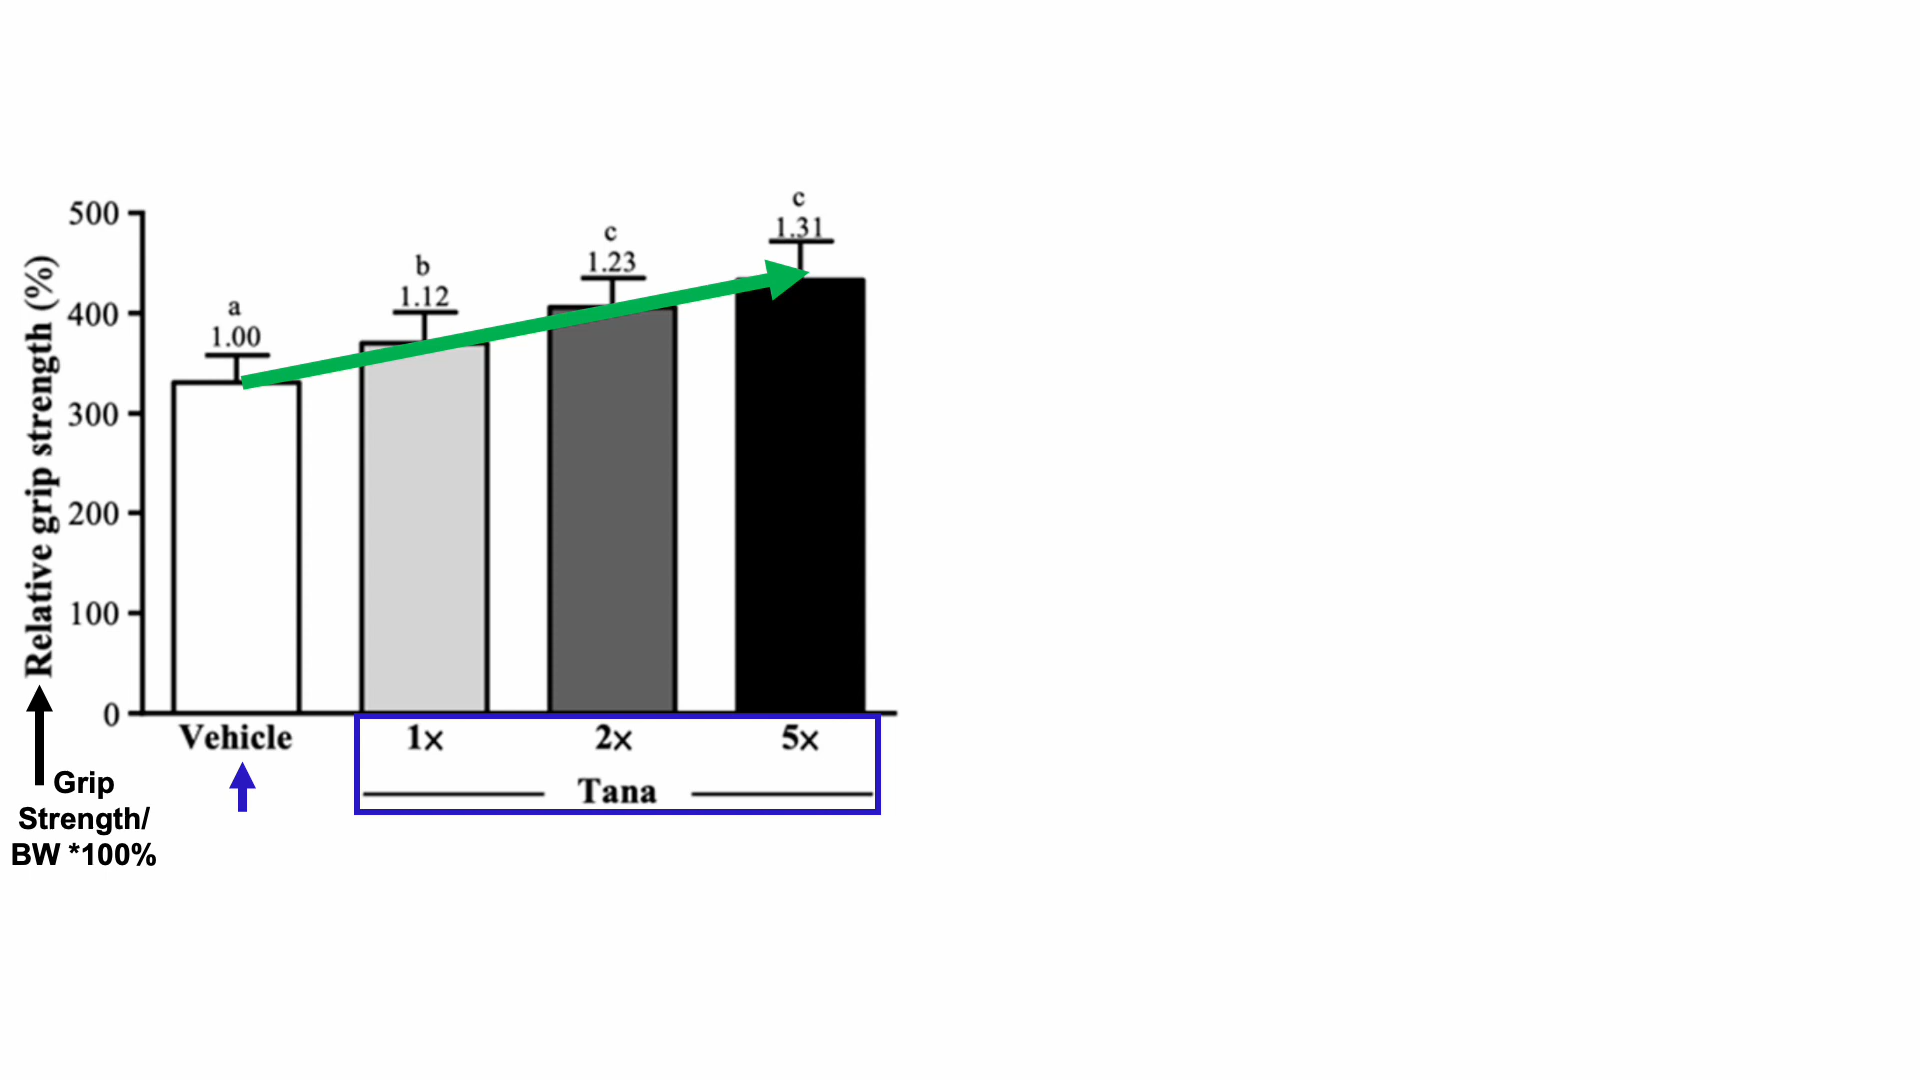 c
1.31
c
1.23
b
1.12
a
1.00
500
400
300
200
100
0
Relative grip strength (%)
Vehicle
1×
2×
5×
Tana
Grip
Strength/
BW *100%